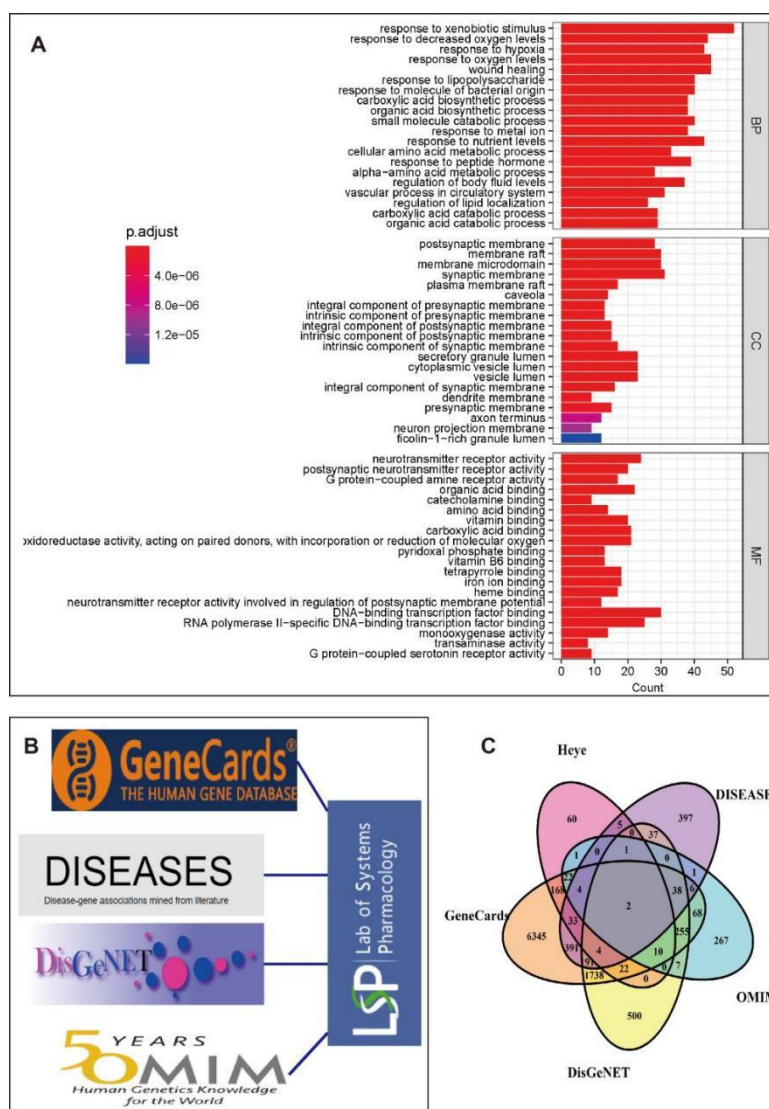 A
response to xenobiotic stimulus
response to decreased oxygen levels
response to hypoxia
response to oxygen levels
wound healing
response to lipopolysaccharide
response to molecule of bacterial origin
carboxylic acid biosynthetic process
organic acid biosynthetic process
small molecule catabolic process
response to metal ion
response to nutrient levels
cellular amino acid metabolic process
response to peptide hormone
alpha-amino acid metabolic process
regulation of body fluid levels
vascular process in circulatory system
regulation of lipid localization
carboxylic acid catabolic process
organic acid catabolic process
BP
p.adjust
4.0e-06
8.0e-06
1.2e-05
postsynaptic membrane
membrane raft
membrane microdomain
synaptic membrane
plasma membrane raft
caveola
integral component of presynaptic membrane
intrinsic component of presynaptic membrane
integral component of postsynaptic membrane
intrinsic component of postsynaptic membrane
intrinsic component of synaptic membrane
secretory granule lumen
cytoplasmic vesicle lumen
vesicle lumen
integral component of synaptic membrane
dendrite membrane
presynaptic membrane
axon terminus
neuron projection membrane
ficolin-1-rich granule lumen
CC
neurotransmitter receptor activity
postsynaptic neurotransmitter receptor activity
G protein-coupled amine receptor activity
organic acid binding
catecholamine binding
amino acid binding
vitamin binding
carboxylic acid binding
oxidoreductase activity, acting on paired donors, with incorporation or reduction of molecular oxygen
pyridoxal phosphate binding
vitamin B6 binding
tetrapyrrole binding
iron ion binding
heme binding
neurotransmitter receptor activity involved in regulation of postsynaptic membrane potential
DNA-binding transcription factor binding
RNA polymerase II-specific DNA-binding transcription factor binding
monooxygenase activity
transaminase activity
G protein-coupled serotonin receptor activity
MF
0 10 20 30 40 50
Count
B
GeneCards®
THE HUMAN GENE DATABASE
DISEASES
Disease-gene associations mined from literature
DisGeNET
50 YEARS
OMIM
Human Genetics Knowledge
for the World
LSP
Lab of Systems
Pharmacology
C
Heye
DISEASE
60
5
397
0
37
1
0
1
0
1
22
4
38
6
168
2
68
GeneCards
33
255
6345
391
4
10
267
91
22
0
7
1738
0
OMIM
500
DisGeNET